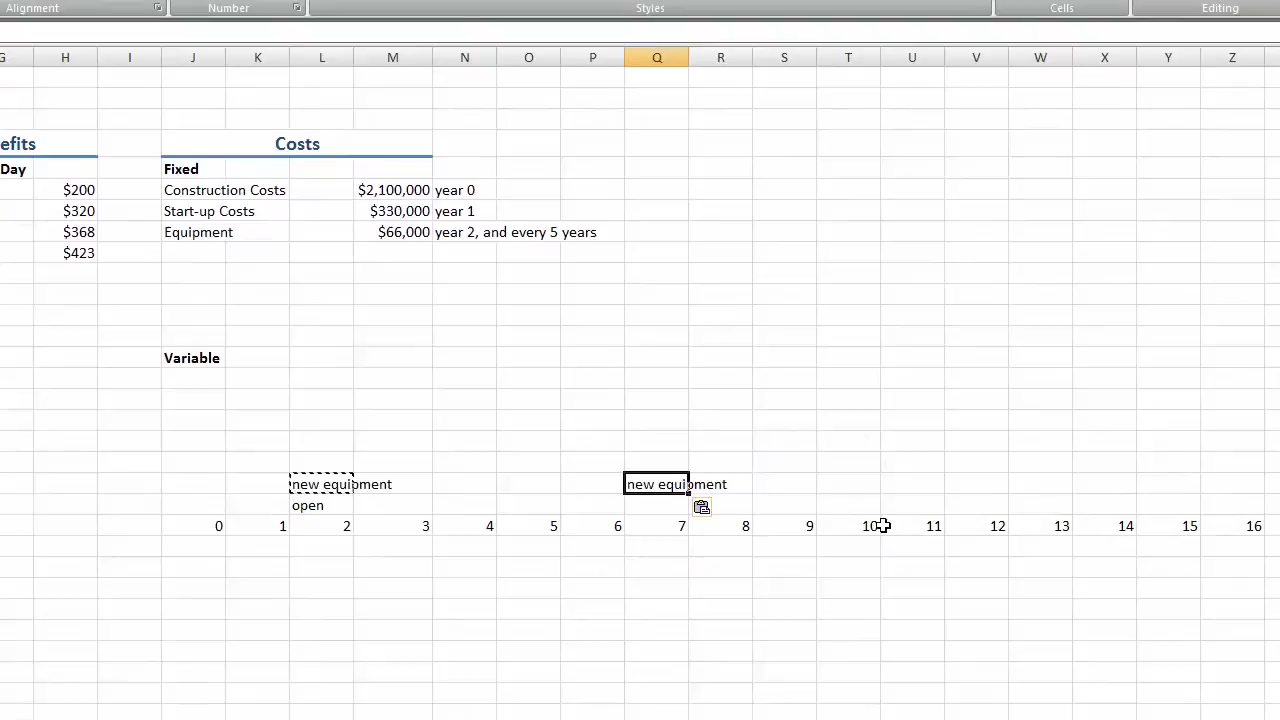 Alignment Number Styles Cells Editing
G H I J K L M N O P Q R S T U V W X Y Z
efits Costs
Day Fixed
$200 Construction Costs $2,100,000 year 0
$320 Start-up Costs $330,000 year 1
$368 Equipment $66,000 year 2, and every 5 years
$423
Variable
new equipment new equipment
open
0 1 2 3 4 5 6 7 8 9 10 11 12 13 14 15 16